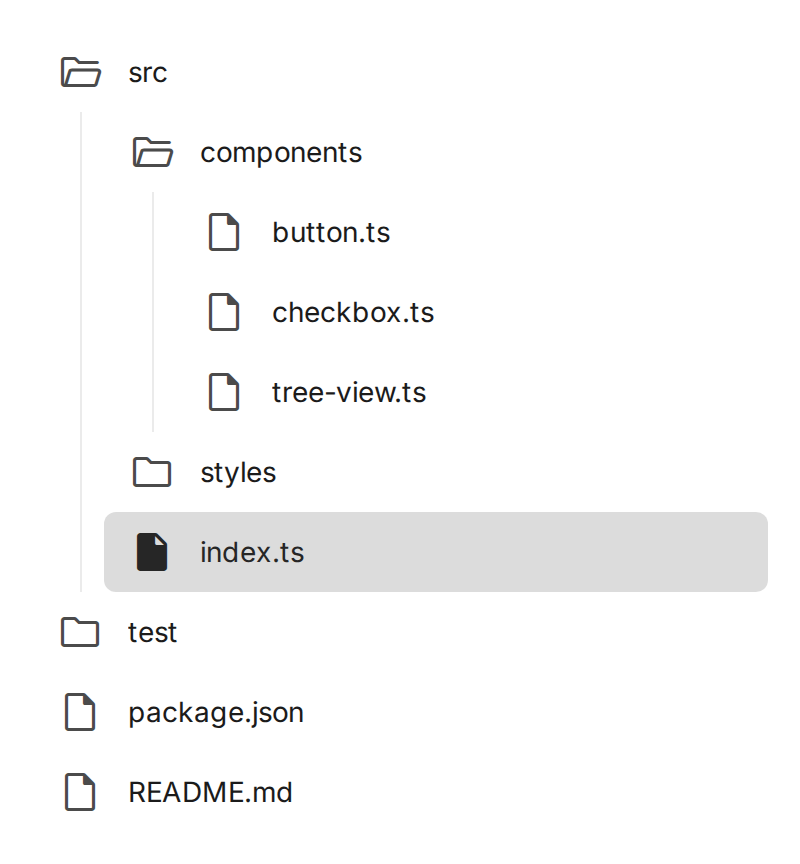 src
components
button.ts
checkbox.ts
tree-view.ts
styles
index.ts
test
package.json
README.md